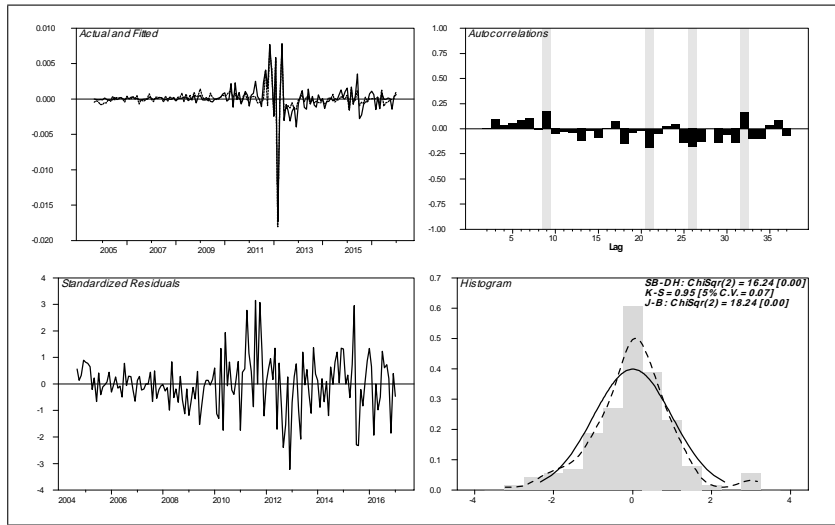 Actual and Fitted
0.010
0.005
0.000
-0.005
-0.010
-0.015
-0.020
2005 2007 2009 2011 2013 2015
Autocorrelations
1.00
0.75
0.50
0.25
0.00
-0.25
-0.50
-0.75
-1.00
5 10 15 20 25 30 35
Lag
Standardized Residuals
4
3
2
1
0
-1
-2
-3
-4
2004 2006 2008 2010 2012 2014 2016
Histogram
SB-DH: ChiSqr(2) = 16.24 [0.00]
K-S = 0.95 [5% C.V. = 0.07]
J-B: ChiSqr(2) = 18.24 [0.00]
0.7
0.6
0.5
0.4
0.3
0.2
0.1
0.0
-4 -2 0 2 4